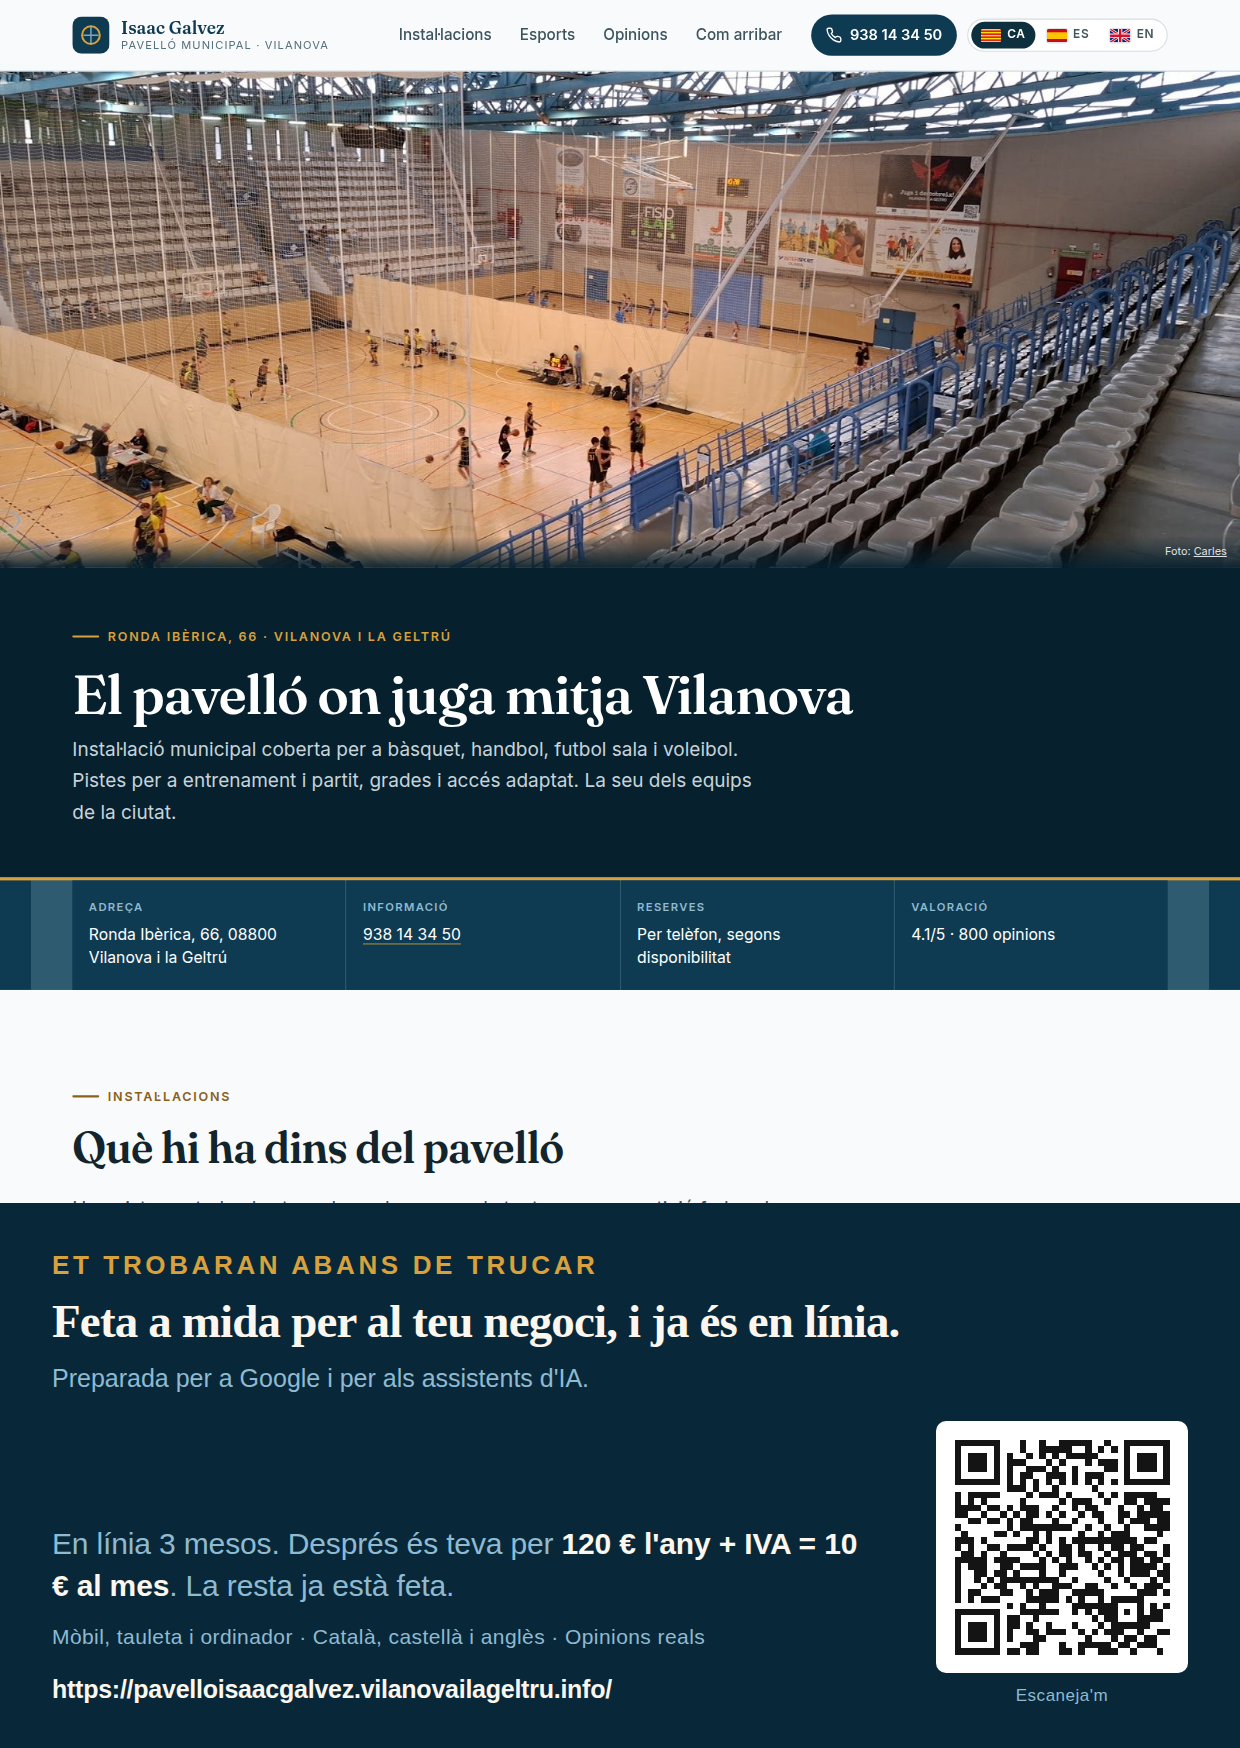 Isaac Galvez
PAVELLÓ MUNICIPAL · VILANOVA
Instal·lacions
Esports
Opinions
Com arribar
938 14 34 50
CA
ES
EN
FISIO
LAB
JR
Foto: Carles
RONDA IBÈRICA, 66 · VILANOVA I LA GELTRÚ
El pavelló on juga mitja Vilanova
Instal·lació municipal coberta per a bàsquet, handbol, futbol sala i voleibol.
Pistes per a entrenament i partit, grades i accés adaptat. La seu dels equips
de la ciutat.
ADREÇA
Ronda Ibèrica, 66, 08800
Vilanova i la Geltrú
INFORMACIÓ
938 14 34 50
RESERVES
Per telèfon, segons
disponibilitat
VALORACIÓ
4.1/5 · 800 opinions
INSTAL·LACIONS
Què hi ha dins del pavelló
ET TROBARAN ABANS DE TRUCAR
Feta a mida per al teu negoci, i ja és en línia.
Preparada per a Google i per als assistents d'IA.
En línia 3 mesos. Després és teva per 120 € l'any + IVA = 10
€ al mes. La resta ja està feta.
Mòbil, tauleta i ordinador · Català, castellà i anglès · Opinions reals
https://pavelloisaacgalvez.vilanovailageltru.info/
Escaneja'm